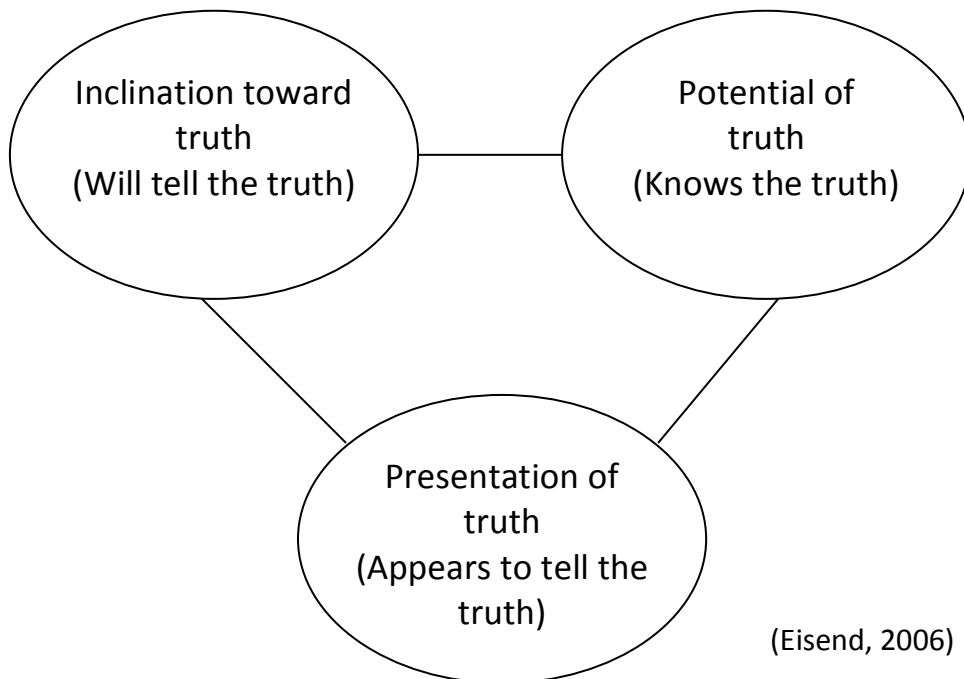 Inclination toward
truth
(Will tell the truth)
Potential of
truth
(Knows the truth)
Presentation of
truth
(Appears to tell the
truth)
(Eisend, 2006)